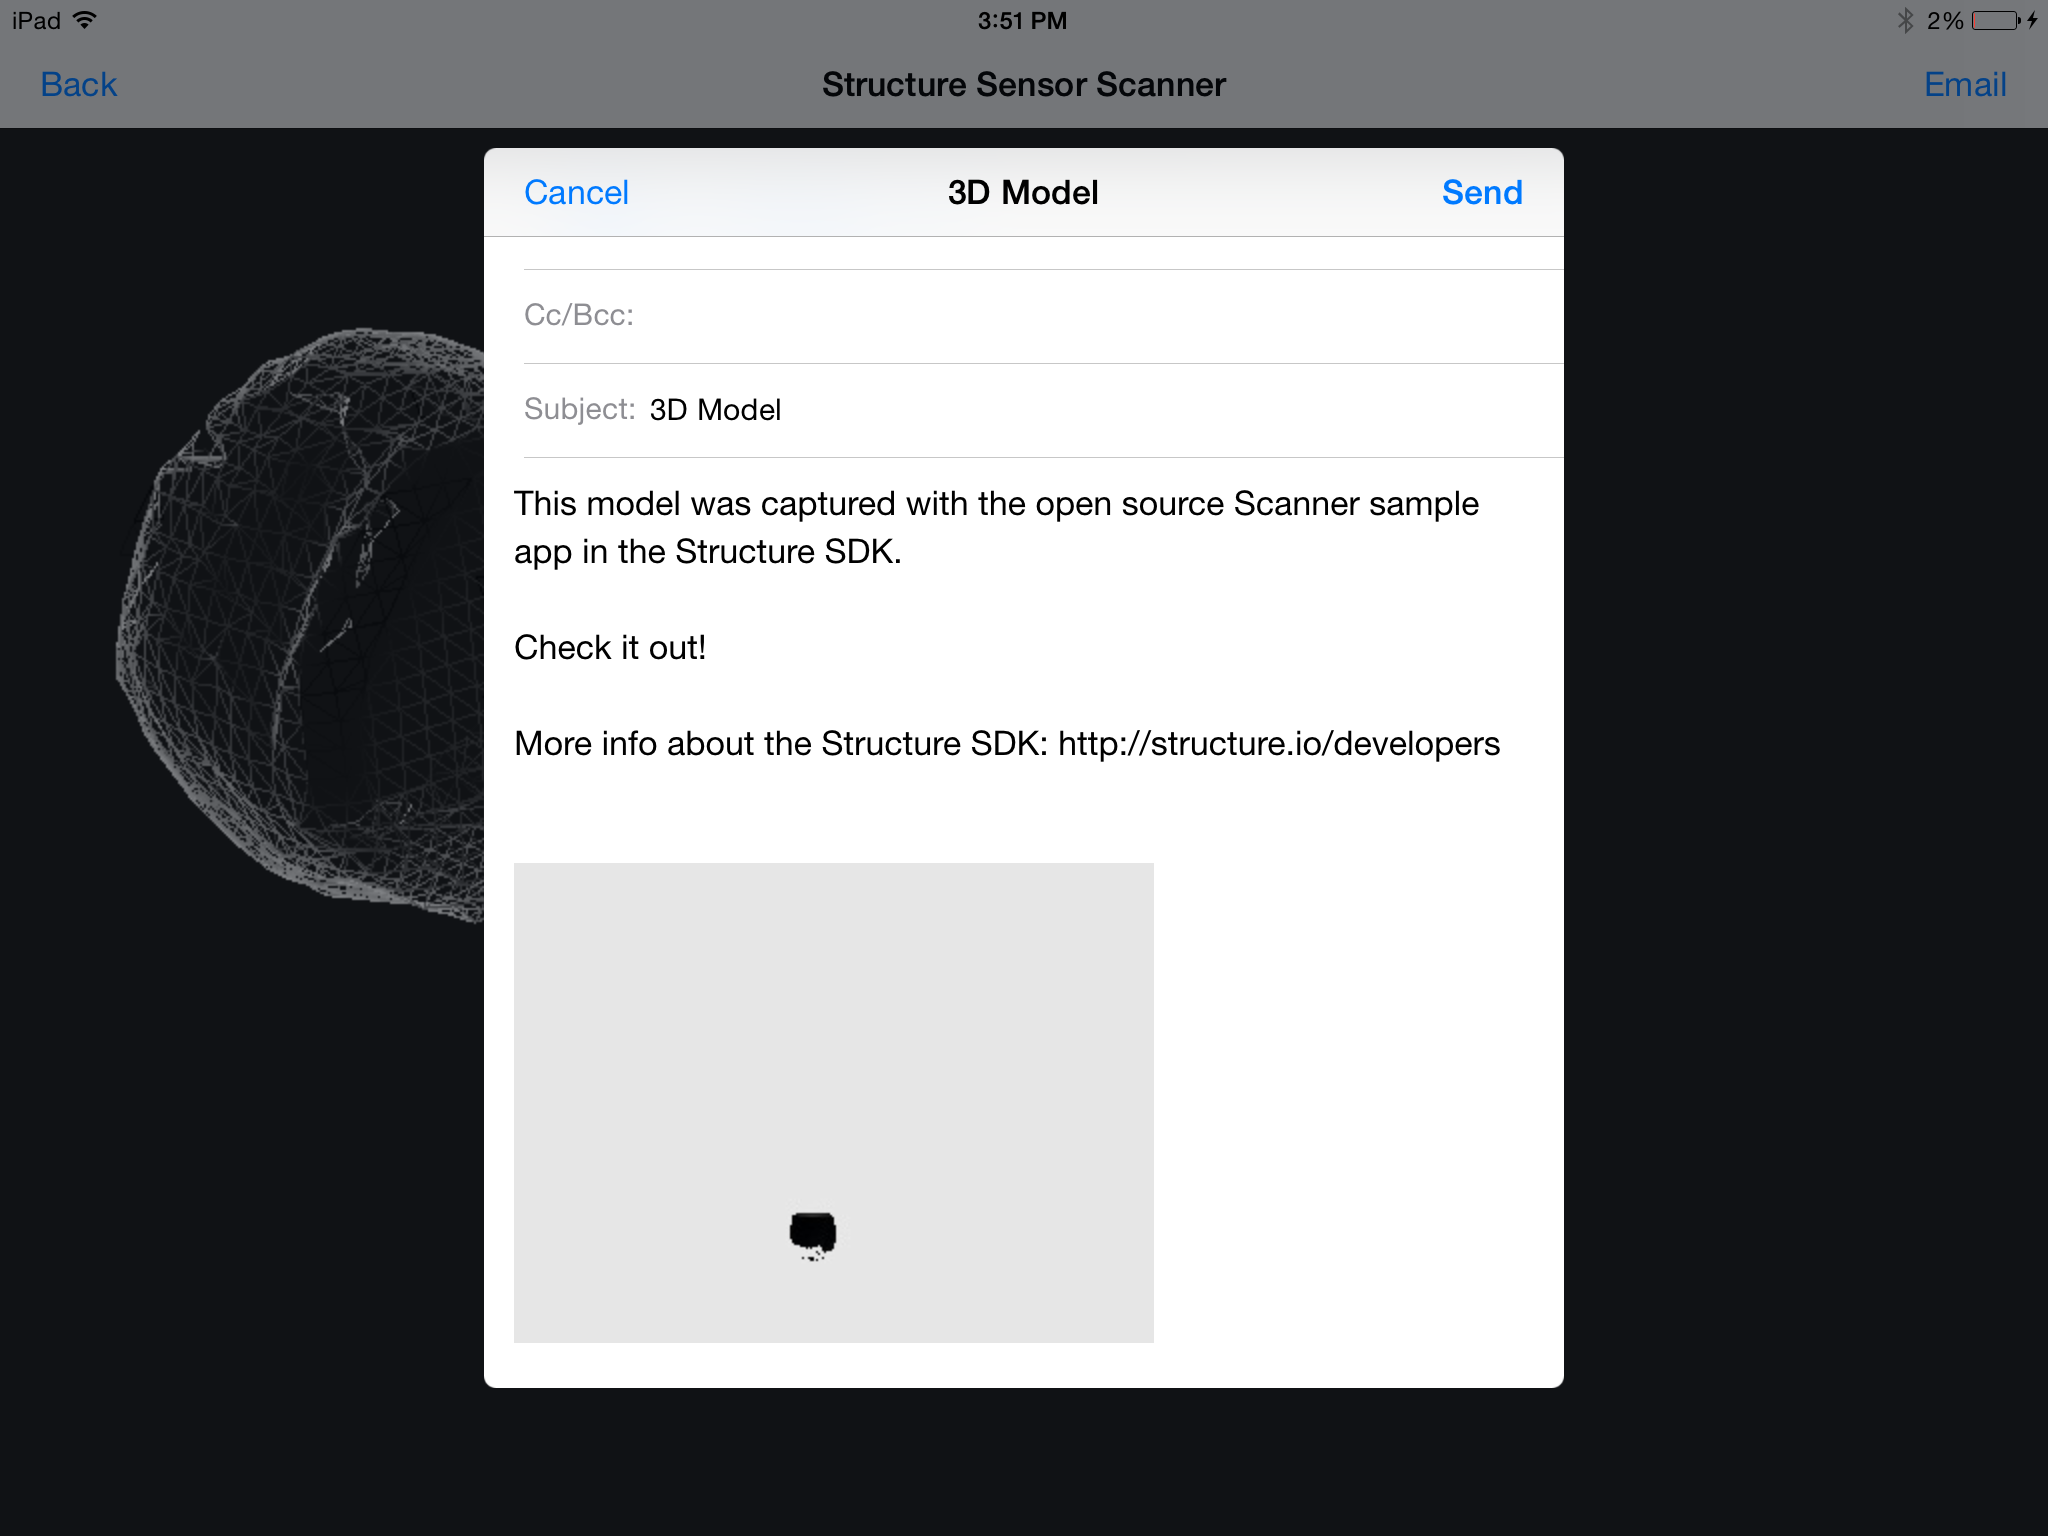 iPad 3:51 PM 2%
Back Structure Sensor Scanner Email
Cancel 3D Model Send
Cc/Bcc:
Subject: 3D Model
This model was captured with the open source Scanner sample
app in the Structure SDK.
Check it out!
More info about the Structure SDK: http://structure.io/developers